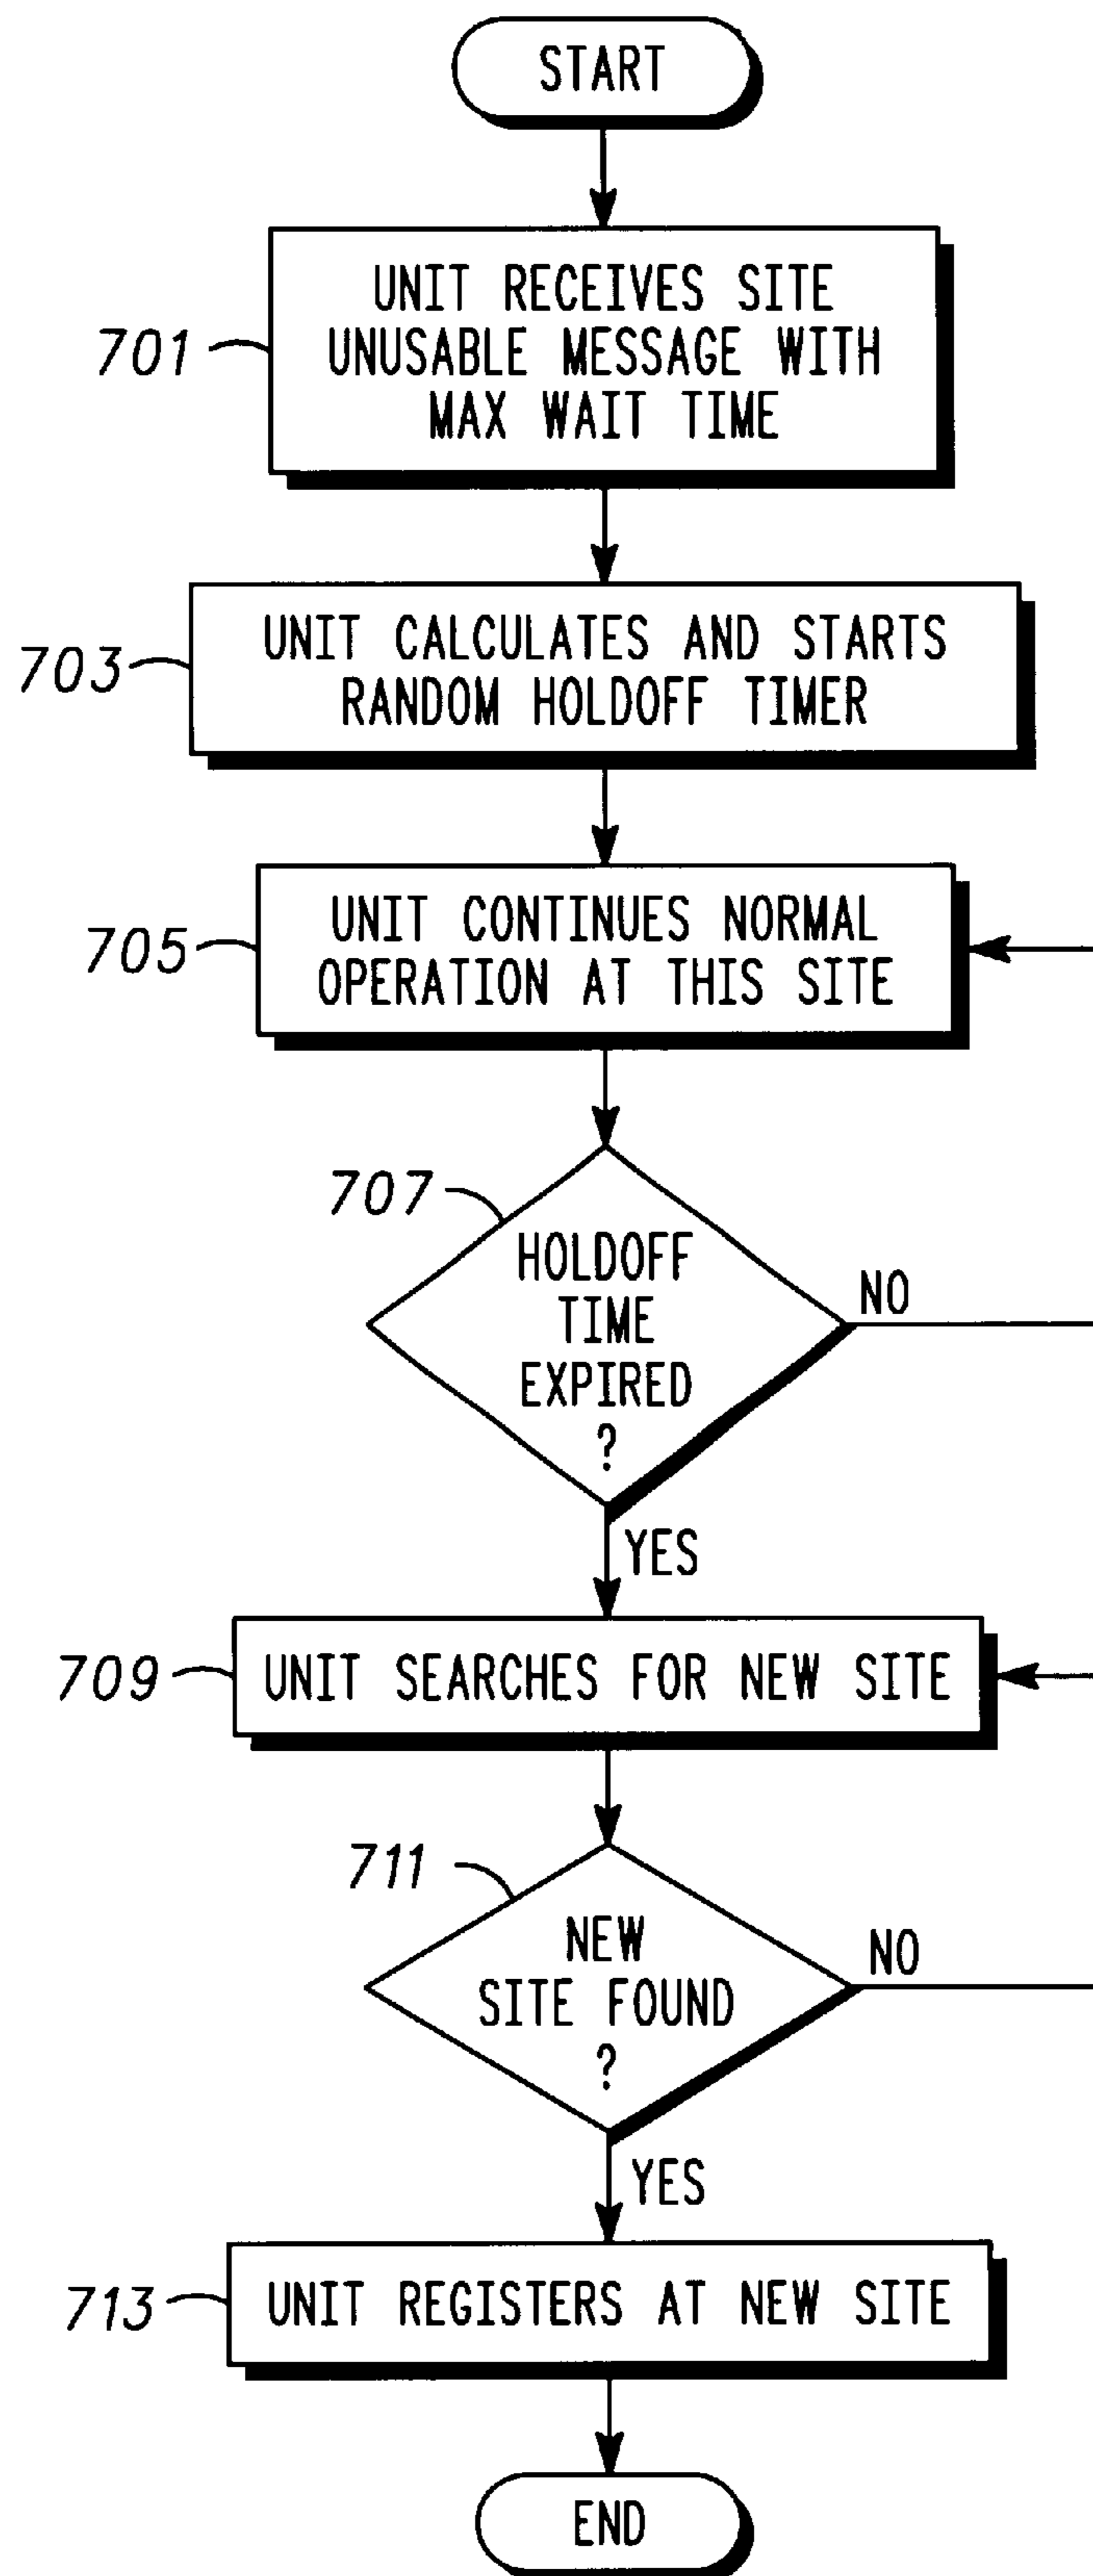 START
UNIT RECEIVES SITE
UNUSABLE MESSAGE WITH
MAX WAIT TIME
701
UNIT CALCULATES AND STARTS
RANDOM HOLDOFF TIMER
703
UNIT CONTINUES NORMAL
OPERATION AT THIS SITE
705
707
HOLDOFF
TIME
EXPIRED
?
NO
YES
709
UNIT SEARCHES FOR NEW SITE
711
NEW
SITE FOUND
?
NO
YES
713
UNIT REGISTERS AT NEW SITE
END